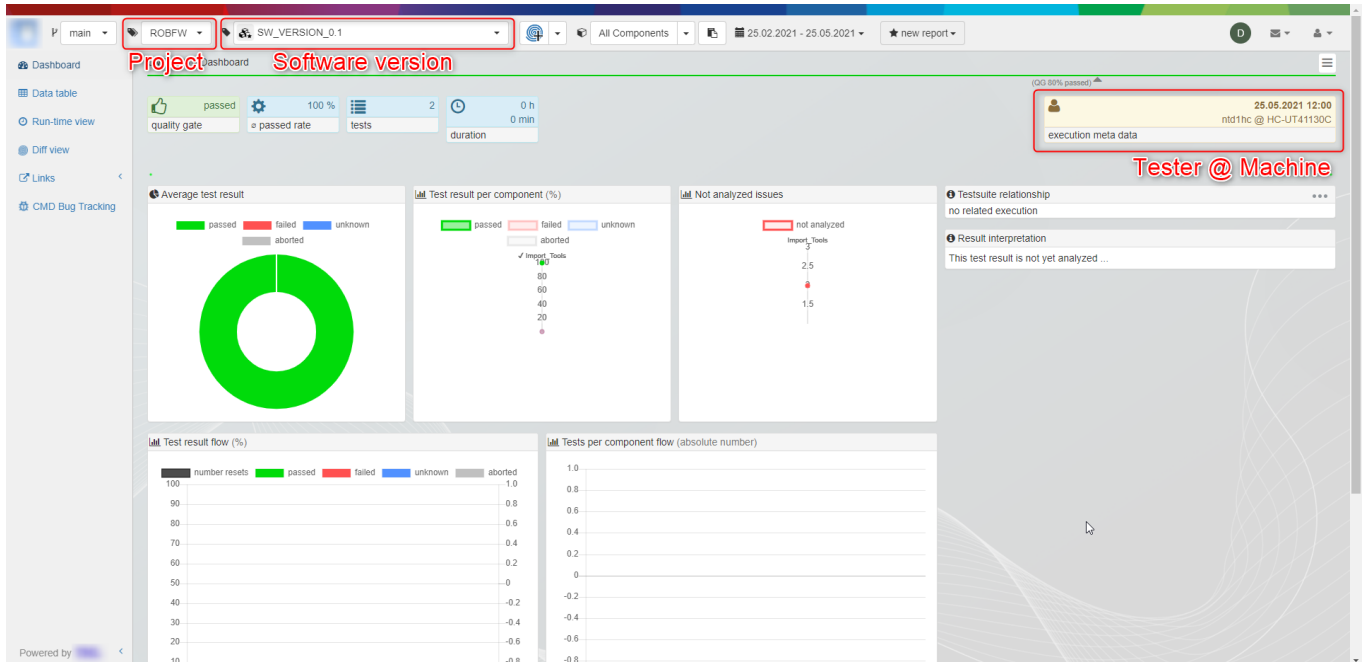 main
ROBFW
SW_VERSION_0.1
All Components
25.02.2021 - 25.05.2021
new report
D
Project
Software version
Dashboard
Dashboard
Data table
Run-time view
Diff view
Links
CMD Bug Tracking
Powered by
(QG 80% passed)
passed
quality gate
100 %
⌀ passed rate
2
tests
0 h
0 min
duration
25.05.2021 12:00
ntd1hc @ HC-UT41130C
execution meta data
Tester @ Machine
Average test result
passed failed unknown
aborted
Test result per component (%)
passed failed unknown
aborted
✓ Import_Tools
100
80
60
40
20
Not analyzed issues
not analyzed
Import_Tools
3
2.5
1.5
Testsuite relationship
no related execution
Result interpretation
This test result is not yet analyzed ...
Test result flow (%)
number resets passed failed unknown aborted
100 1.0
90 0.8
80 0.6
70 0.4
60 0.2
50 0
40 -0.2
30 -0.4
20 -0.6
10 -0.8
Tests per component flow (absolute number)
1.0
0.8
0.6
0.4
0.2
0
-0.2
-0.4
-0.6
-0.8